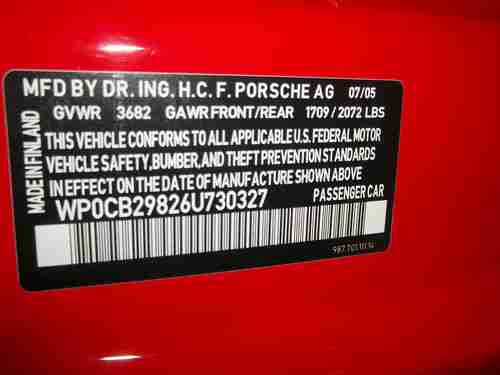 MFD BY DR. ING. H.C. F. PORSCHE AG 07/05
GVWR 3682 GAWR FRONT/REAR 1709 / 2072 LBS
THIS VEHICLE CONFORMS TO ALL APPLICABLE U.S. FEDERAL MOTOR
VEHICLE SAFETY, BUMBER, AND THEFT PREVENTION STANDARDS
IN EFFECT ON THE DATE OF MANUFACTURE SHOWN ABOVE
WP0CB29826U730327 PASSENGER CAR
MADE IN FINLAND